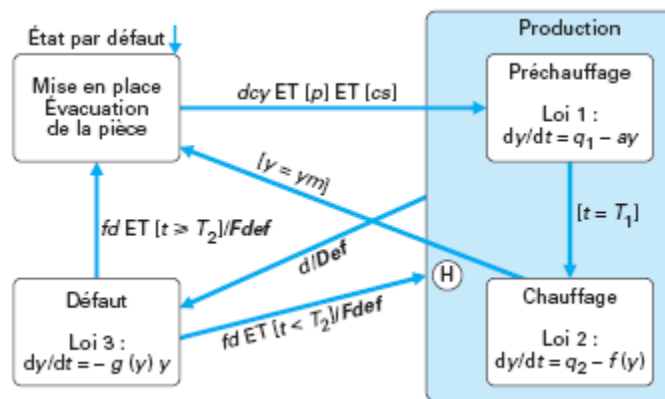 État par défaut
Production
Mise en place
Évacuation
de la pièce
dcy ET [p] ET [cs]
Préchauffage
Loi 1 :
dy/dt = q₁ – ay
[y = ym]
[t = T₁]
fd ET [t ⩾ T₂]/Fdef
d/Def
H
Défaut
Loi 3 :
dy/dt = – g (y) y
fd ET [t < T₂]/Fdef
Chauffage
Loi 2 :
dy/dt = q₂ – f (y)